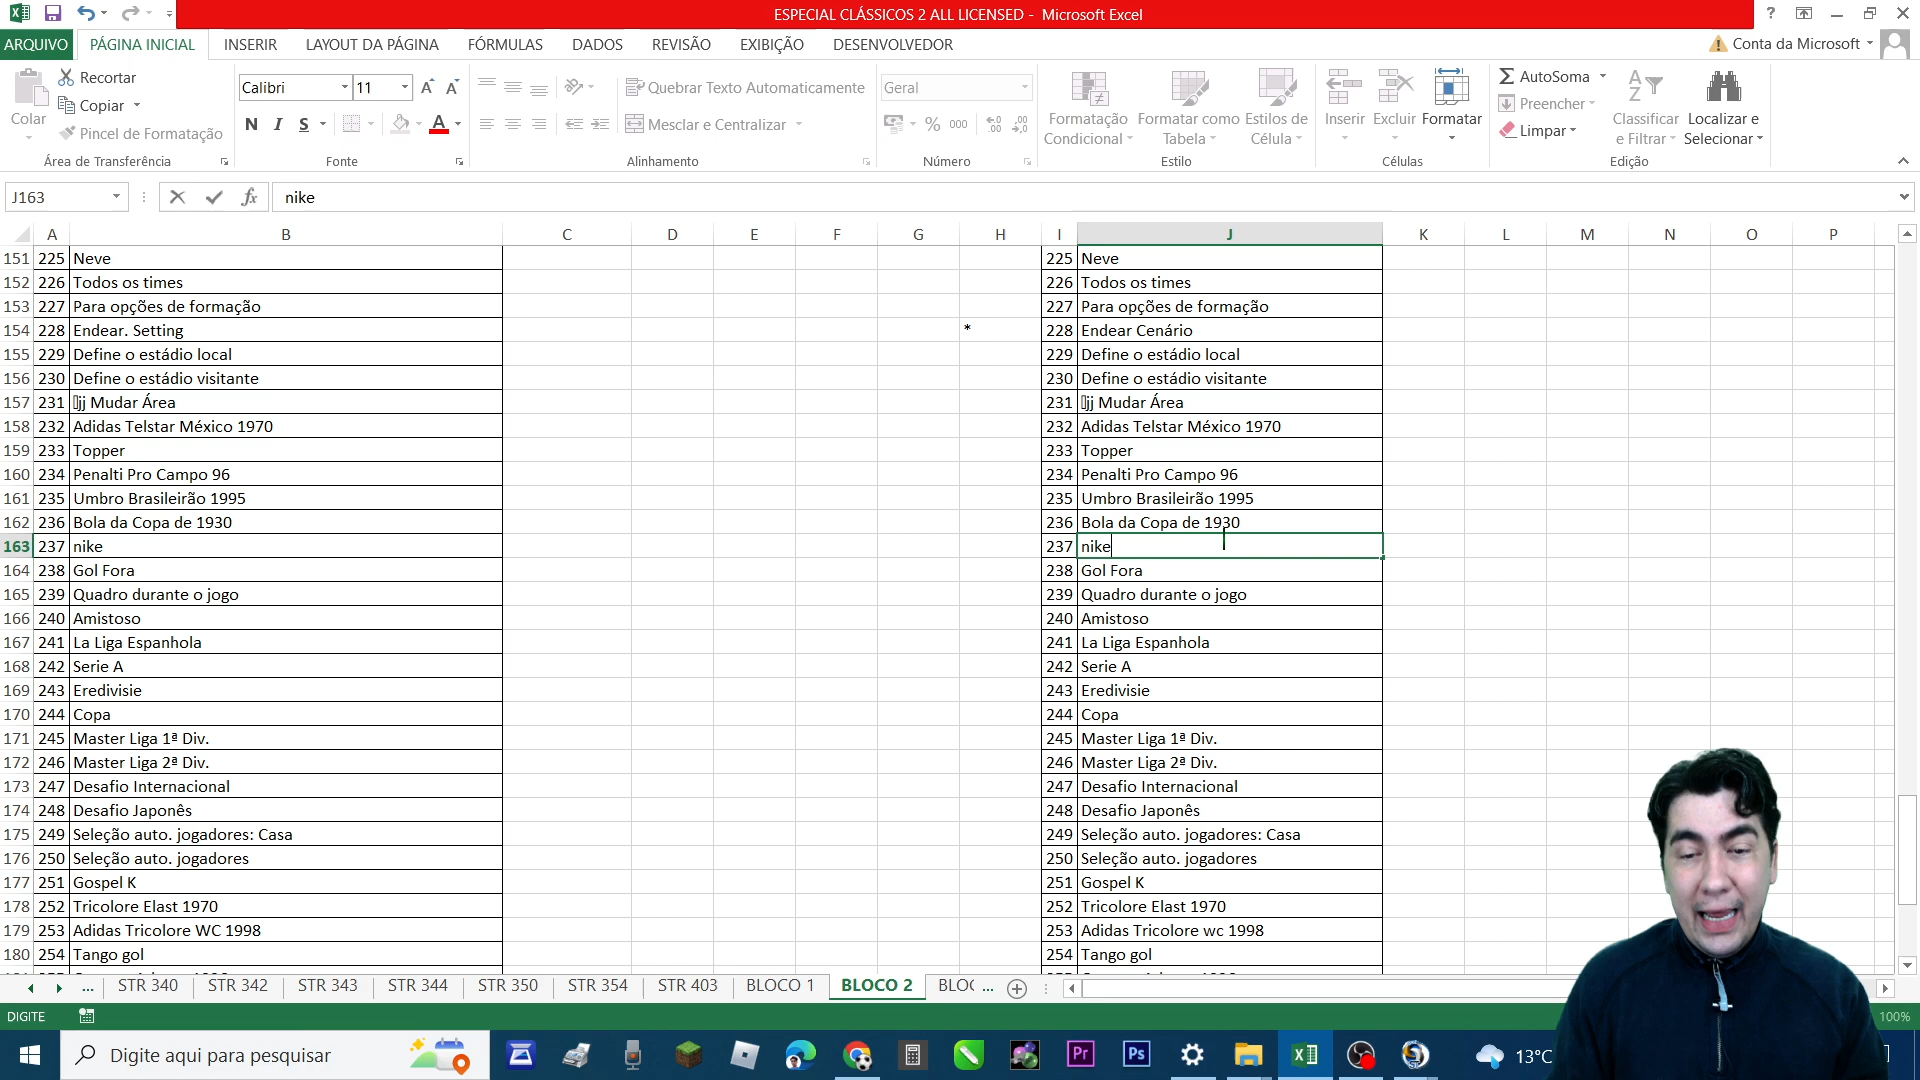 ESPECIAL CLÁSSICOS 2 ALL LICENSED - Microsoft Excel
ARQUIVO PÁGINA INICIAL INSERIR LAYOUT DA PÁGINA FÓRMULAS DADOS REVISÃO EXIBIÇÃO DESENVOLVEDOR Conta da Microsoft
Colar Recortar Copiar Pincel de Formatação
Área de Transferência
Calibri 11
N I S A
Fonte
Quebrar Texto Automaticamente
Mesclar e Centralizar
Alinhamento
Geral
% 000
Número
Formatação Condicional
Formatar como Tabela
Estilos de Célula
Estilo
Inserir Excluir Formatar
Células
AutoSoma
Preencher
Limpar
Classificar e Filtrar
Localizar e Selecionar
Edição
J163 fx nike
A B C D E F G H I J K L M N O P
151 225 Neve 225 Neve
152 226 Todos os times 226 Todos os times
153 227 Para opções de formação 227 Para opções de formação
154 228 Endear. Setting * 228 Endear Cenário
155 229 Define o estádio local 229 Define o estádio local
156 230 Define o estádio visitante 230 Define o estádio visitante
157 231 jj Mudar Área 231 jj Mudar Área
158 232 Adidas Telstar México 1970 232 Adidas Telstar México 1970
159 233 Topper 233 Topper
160 234 Penalti Pro Campo 96 234 Penalti Pro Campo 96
161 235 Umbro Brasileirão 1995 235 Umbro Brasileirão 1995
162 236 Bola da Copa de 1930 236 Bola da Copa de 1930
163 237 nike 237 nike
164 238 Gol Fora 238 Gol Fora
165 239 Quadro durante o jogo 239 Quadro durante o jogo
166 240 Amistoso 240 Amistoso
167 241 La Liga Espanhola 241 La Liga Espanhola
168 242 Serie A 242 Serie A
169 243 Eredivisie 243 Eredivisie
170 244 Copa 244 Copa
171 245 Master Liga 1ª Div. 245 Master Liga 1ª Div.
172 246 Master Liga 2ª Div. 246 Master Liga 2ª Div.
173 247 Desafio Internacional 247 Desafio Internacional
174 248 Desafio Japonês 248 Desafio Japonês
175 249 Seleção auto. jogadores: Casa 249 Seleção auto. jogadores: Casa
176 250 Seleção auto. jogadores 250 Seleção auto. jogadores
177 251 Gospel K 251 Gospel K
178 252 Tricolore Elast 1970 252 Tricolore Elast 1970
179 253 Adidas Tricolore WC 1998 253 Adidas Tricolore wc 1998
180 254 Tango gol 254 Tango gol
... STR 340 STR 342 STR 343 STR 344 STR 350 STR 354 STR 403 BLOCO 1 BLOCO 2 BLOC ...
DIGITE 100%
Digite aqui para pesquisar Pr Ps 13°C